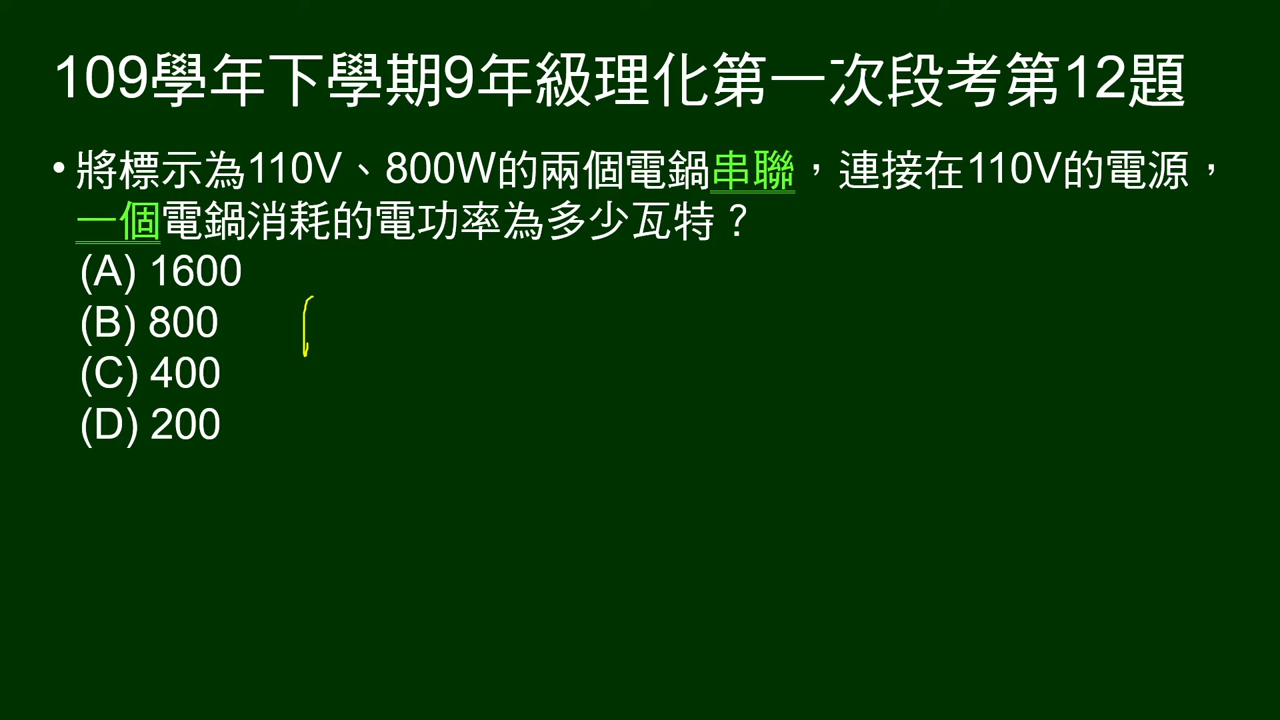 109學年下學期9年級理化第一次段考第12題
•將標示為110V、800W的兩個電鍋串聯，連接在110V的電源，
一個電鍋消耗的電功率為多少瓦特？
(A) 1600
(B) 800
(C) 400
(D) 200